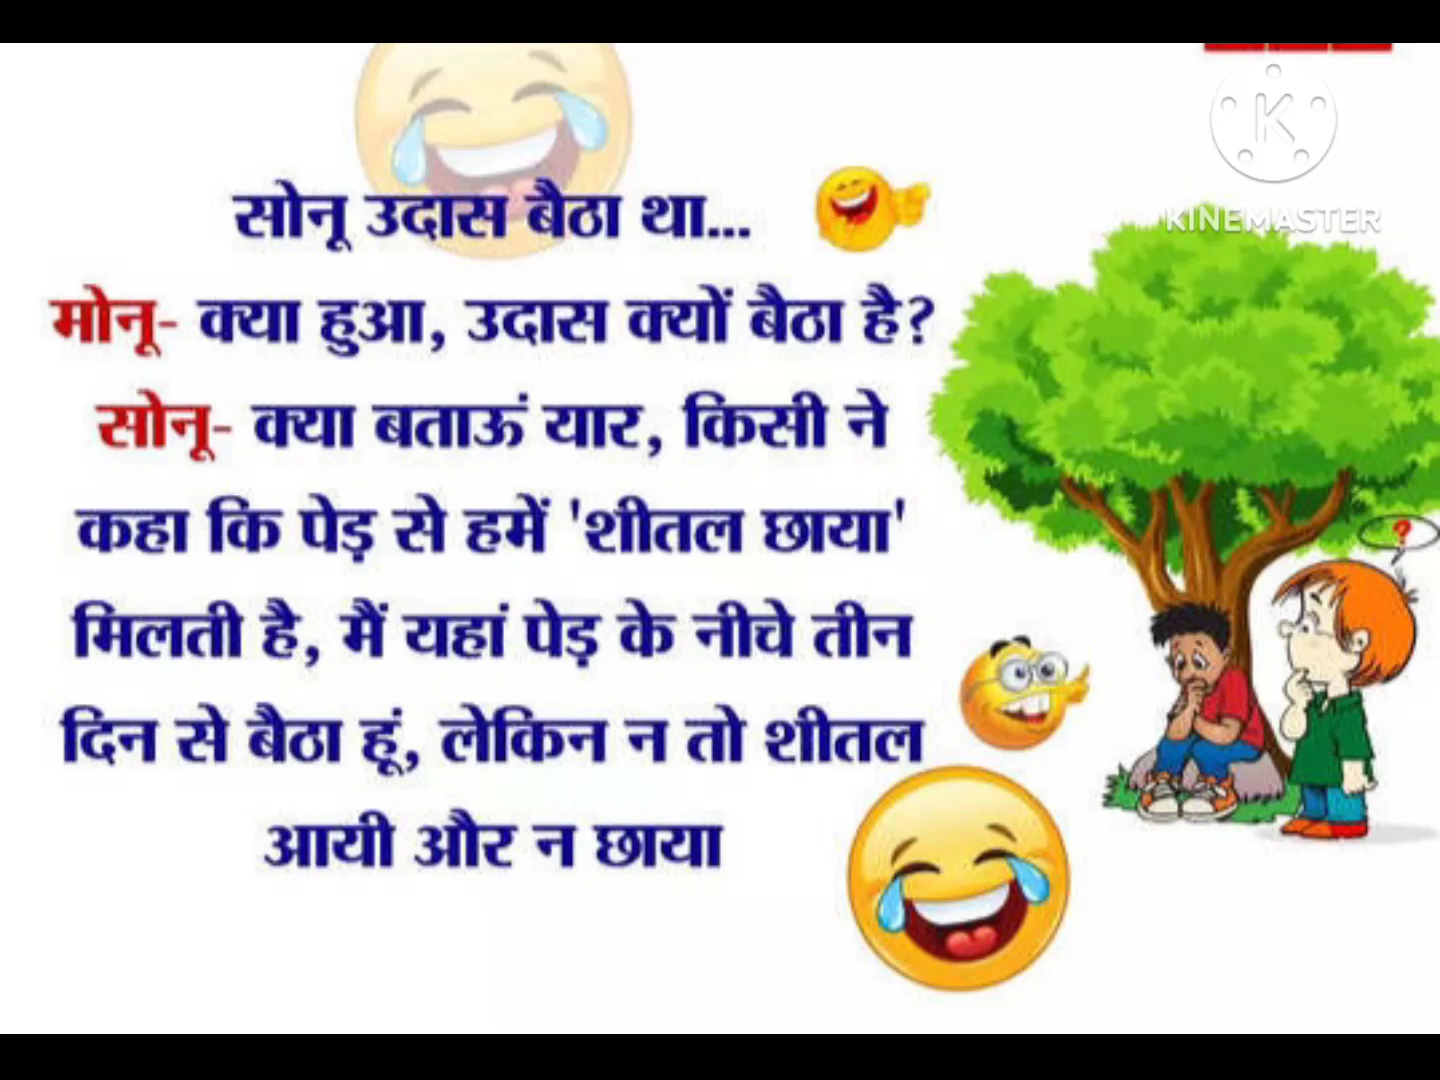 KINEMASTER
सोनू उदास बैठा था...
मोनू- क्या हुआ, उदास क्यों बैठा है?
सोनू- क्या बताऊं यार, किसी ने
कहा कि पेड़ से हमें 'शीतल छाया'
मिलती है, मैं यहां पेड़ के नीचे तीन
दिन से बैठा हूं, लेकिन न तो शीतल
आयी और न छाया
?